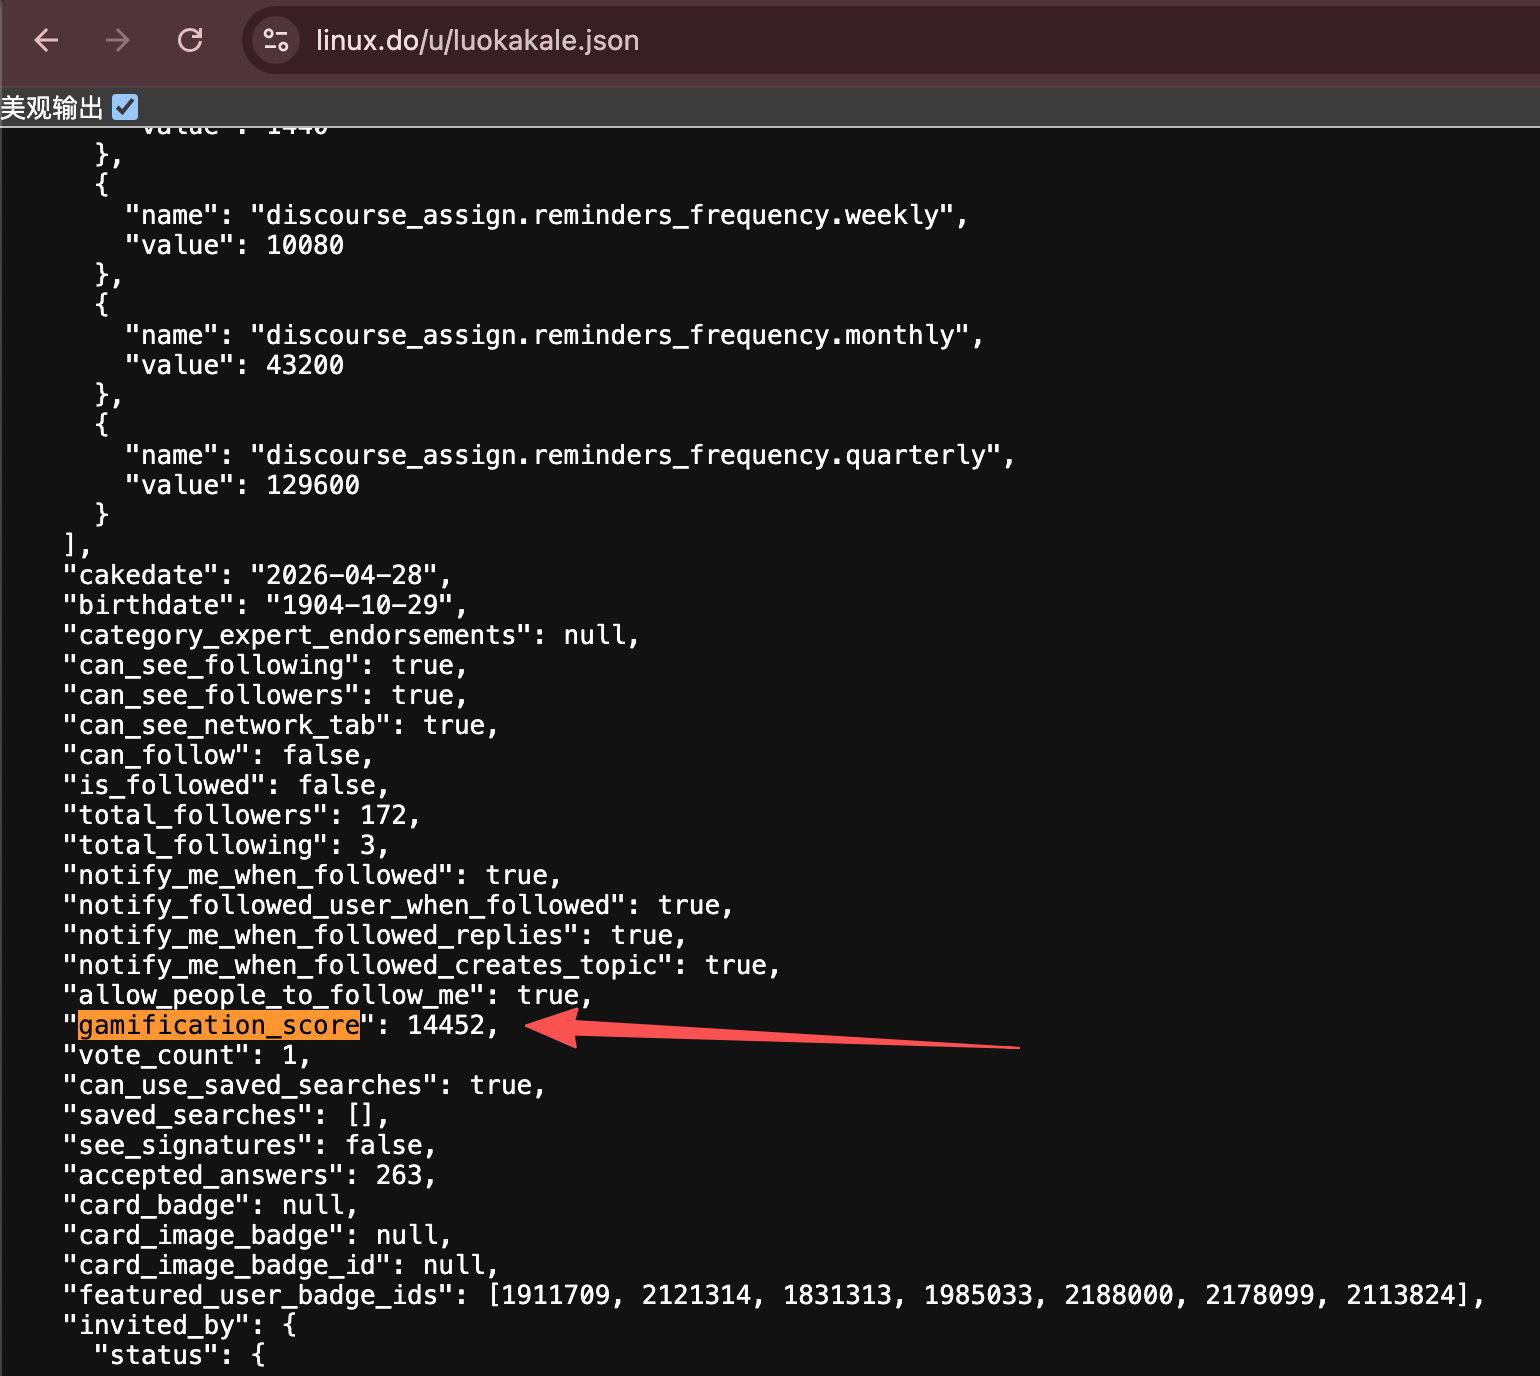 linux.do/u/luokakale.json
美观输出
"value": 1440
},
{
"name": "discourse_assign.reminders_frequency.weekly",
"value": 10080
},
{
"name": "discourse_assign.reminders_frequency.monthly",
"value": 43200
},
{
"name": "discourse_assign.reminders_frequency.quarterly",
"value": 129600
}
],
"cakedate": "2026-04-28",
"birthdate": "1904-10-29",
"category_expert_endorsements": null,
"can_see_following": true,
"can_see_followers": true,
"can_see_network_tab": true,
"can_follow": false,
"is_followed": false,
"total_followers": 172,
"total_following": 3,
"notify_me_when_followed": true,
"notify_followed_user_when_followed": true,
"notify_me_when_followed_replies": true,
"notify_me_when_followed_creates_topic": true,
"allow_people_to_follow_me": true,
"gamification_score": 14452,
"vote_count": 1,
"can_use_saved_searches": true,
"saved_searches": [],
"see_signatures": false,
"accepted_answers": 263,
"card_badge": null,
"card_image_badge": null,
"card_image_badge_id": null,
"featured_user_badge_ids": [1911709, 2121314, 1831313, 1985033, 2188000, 2178099, 2113824],
"invited_by": {
"status": {